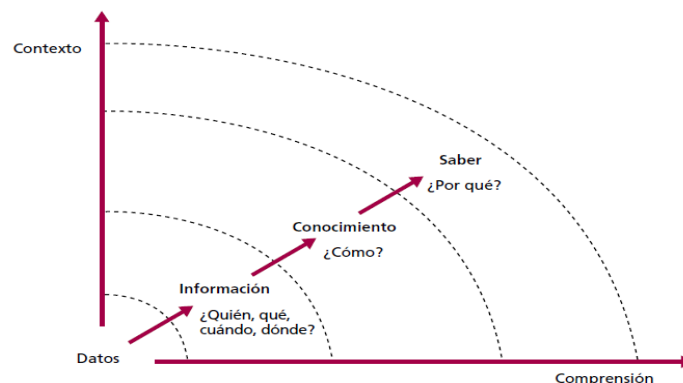 Contexto
Saber
¿Por qué?
Conocimiento
¿Cómo?
Información
¿Quién, qué,
cuándo, dónde?
Datos
Comprensión